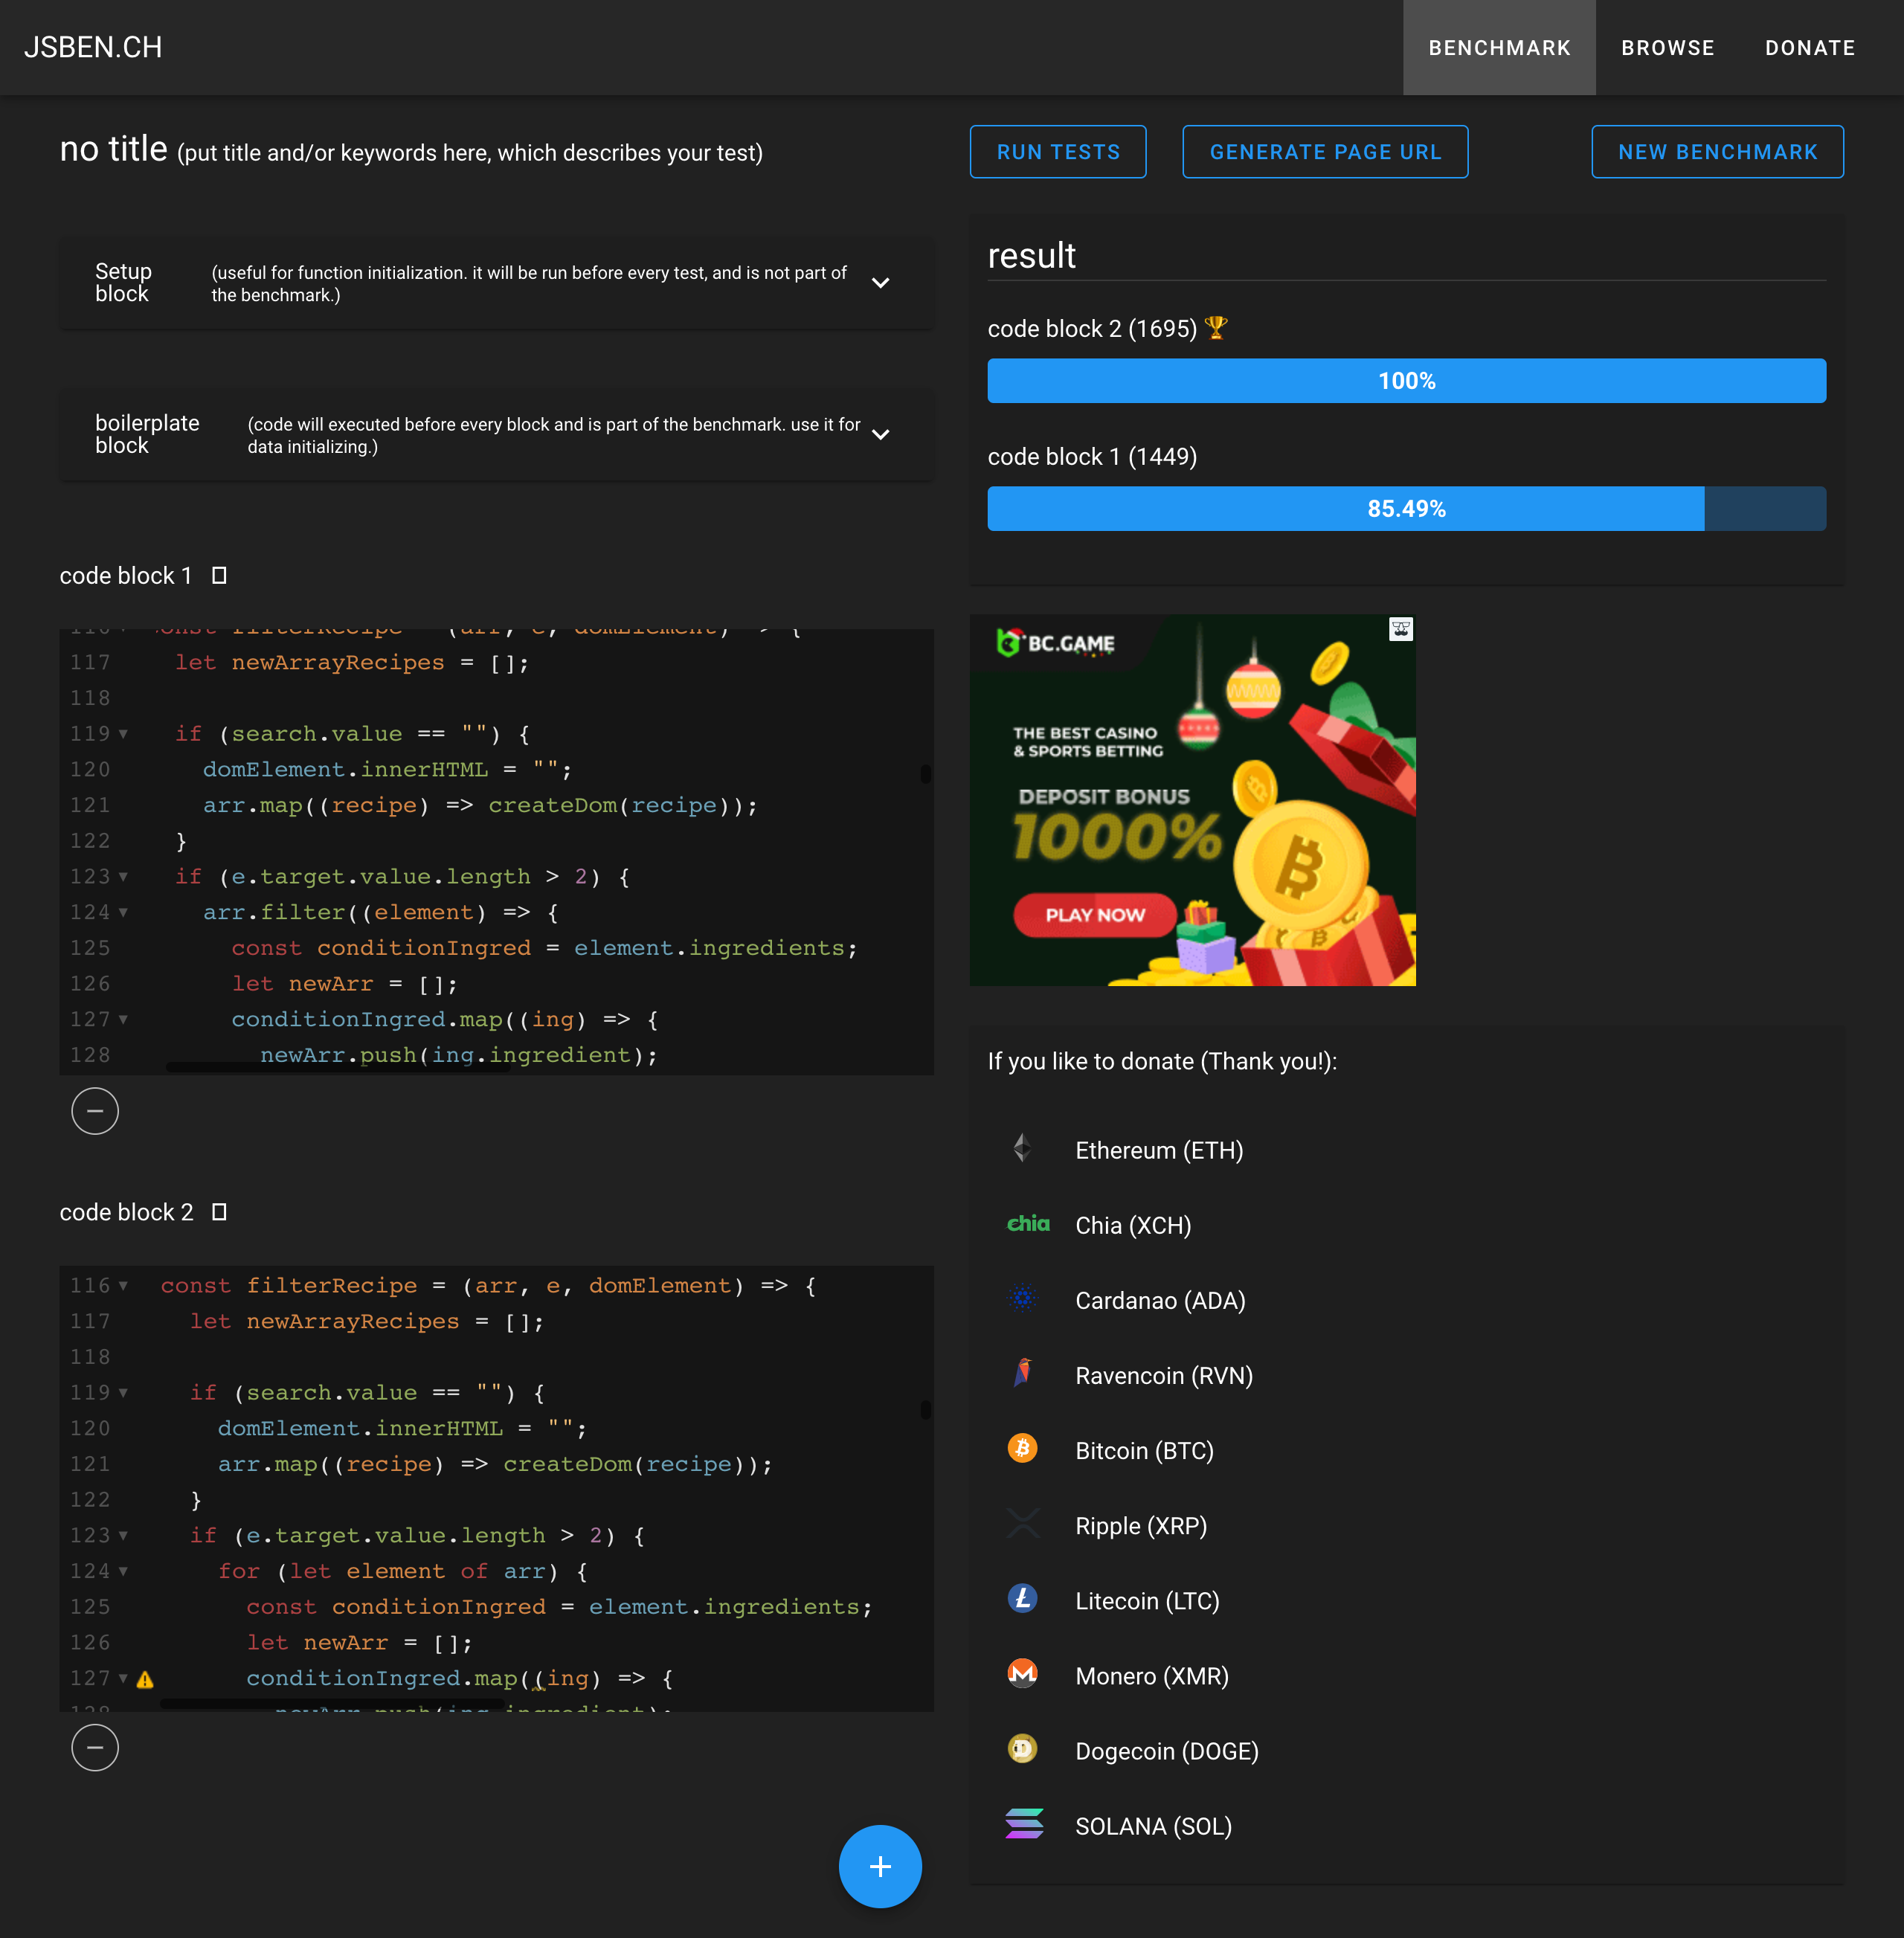 JSBEN.CH
BENCHMARK
BROWSE
DONATE
no title (put title and/or keywords here, which describes your test)
Setup block
(useful for function initialization. it will be run before every test, and is not part of
the benchmark.)
boilerplate block
(code will executed before every block and is part of the benchmark. use it for
data initializing.)
code block 1
116 const filterRecipe = (arr, e, domElement) => {
117 let newArrayRecipes = [];
118
119 if (search.value == "") {
120 domElement.innerHTML = "";
121 arr.map((recipe) => createDom(recipe));
122 }
123 if (e.target.value.length > 2) {
124 arr.filter((element) => {
125 const conditionIngred = element.ingredients;
126 let newArr = [];
127 conditionIngred.map((ing) => {
128 newArr.push(ing.ingredient);
code block 2
116 const filterRecipe = (arr, e, domElement) => {
117 let newArrayRecipes = [];
118
119 if (search.value == "") {
120 domElement.innerHTML = "";
121 arr.map((recipe) => createDom(recipe));
122 }
123 if (e.target.value.length > 2) {
124 for (let element of arr) {
125 const conditionIngred = element.ingredients;
126 let newArr = [];
127 conditionIngred.map((ing) => {
128 newArr.push(ing.ingredient);
RUN TESTS
GENERATE PAGE URL
NEW BENCHMARK
result
code block 2 (1695) 🏆
100%
code block 1 (1449)
85.49%
BC.GAME
THE BEST CASINO
& SPORTS BETTING
DEPOSIT BONUS
1000%
PLAY NOW
If you like to donate (Thank you!):
Ethereum (ETH)
chia
Chia (XCH)
Cardanao (ADA)
Ravencoin (RVN)
Bitcoin (BTC)
Ripple (XRP)
Litecoin (LTC)
Monero (XMR)
Dogecoin (DOGE)
SOLANA (SOL)